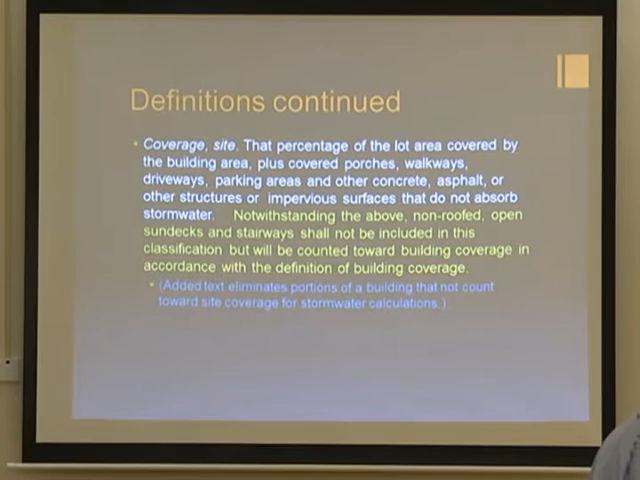 Definitions continued
Coverage, site. That percentage of the lot area covered by
the building area, plus covered porches, walkways,
driveways, parking areas and other concrete, asphalt, or
other structures or impervious surfaces that do not absorb
stormwater. Notwithstanding the above, non-roofed, open
sundecks and stairways shall not be included in this
classification but will be counted toward building coverage in
accordance with the definition of building coverage.
(Added text eliminates portions of a building that not count
toward site coverage for stormwater calculations.)